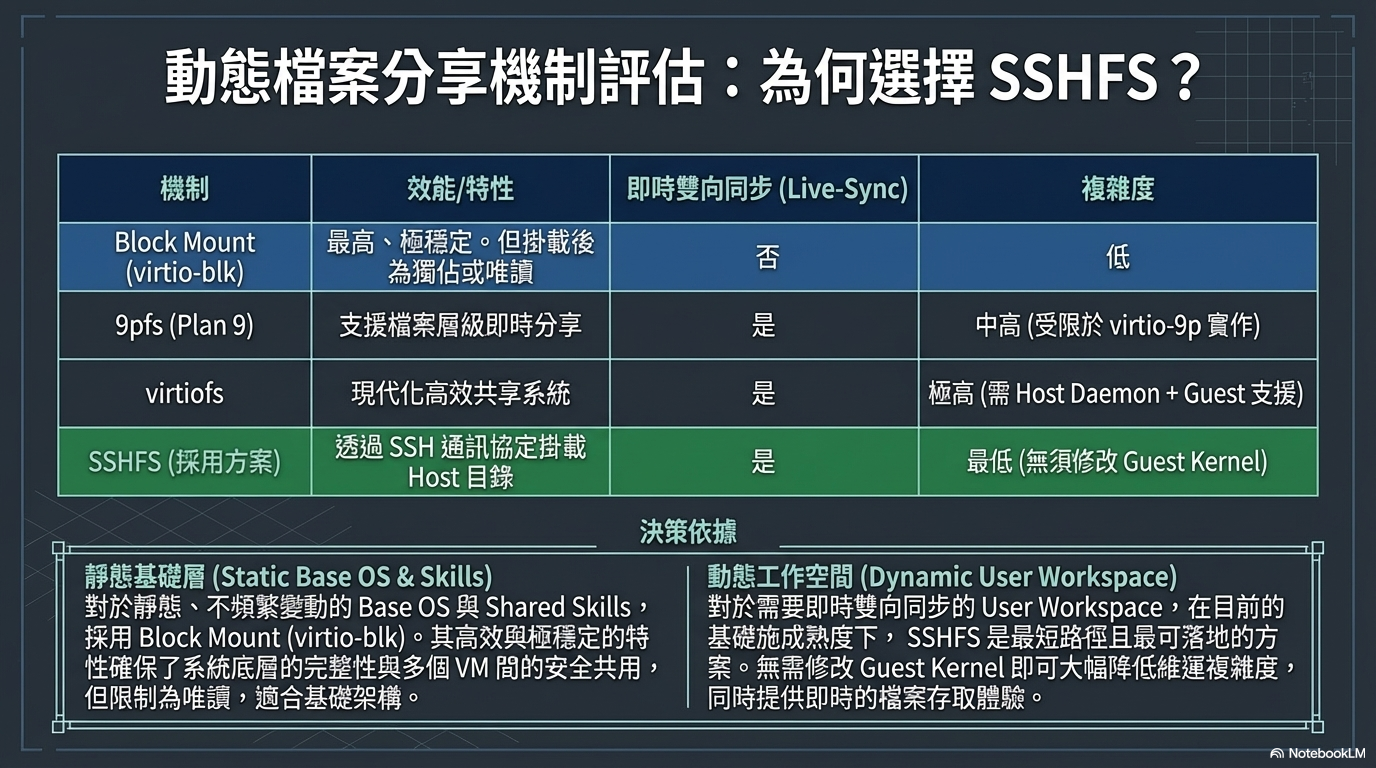 動態檔案分享機制評估：為何選擇 SSHFS？
機制
效能/特性
即時雙向同步 (Live-Sync)
複雜度
Block Mount
(virtio-blk)
最高、極穩定。但掛載後
為獨佔或唯讀
否
低
9pfs (Plan 9)
支援檔案層級即時分享
是
中高 (受限於 virtio-9p 實作)
virtiofs
現代化高效共享系統
是
極高 (需 Host Daemon + Guest 支援)
SSHFS (採用方案)
透過 SSH 通訊協定掛載
Host 目錄
是
最低 (無須修改 Guest Kernel)
決策依據
靜態基礎層 (Static Base OS & Skills)
對於靜態、不頻繁變動的 Base OS 與 Shared Skills，
採用 Block Mount (virtio-blk)。其高效與極穩定的特
性確保了系統底層的完整性與多個 VM 間的安全共用，
但限制為唯讀，適合基礎架構。
動態工作空間 (Dynamic User Workspace)
對於需要即時雙向同步的 User Workspace，在目前的
基礎施成熟度下， SSHFS 是最短路徑且最可落地的方
案。無需修改 Guest Kernel 即可大幅降低維運複雜度，
同時提供即時的檔案存取體驗。
NotebookLM